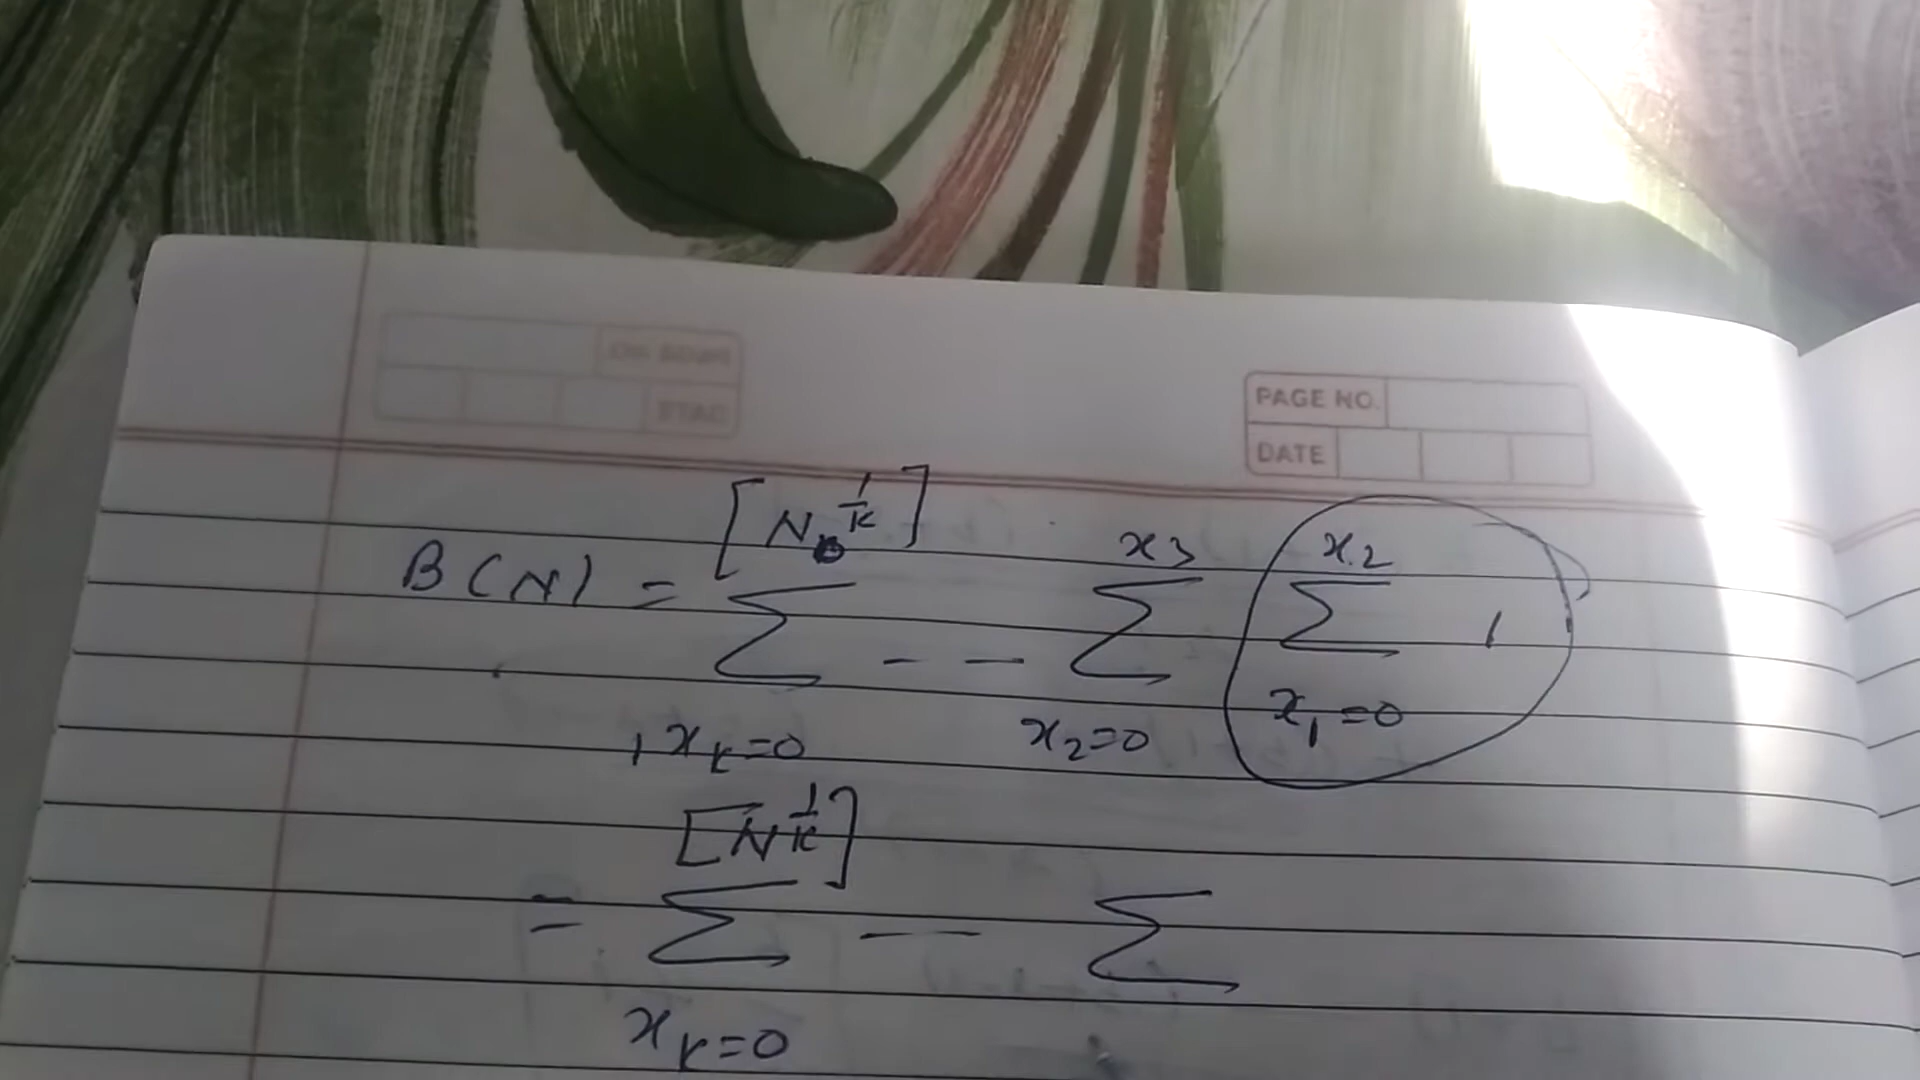 PAGE NO.
DATE
B(N) = [N^{1/k}] Σ_{x_k=0} -- Σ_{x_2=0}^{x_3} Σ_{x_1=0}^{x_2} 1
= Σ_{x_k=0}^{[N^{1/k}]} -- Σ